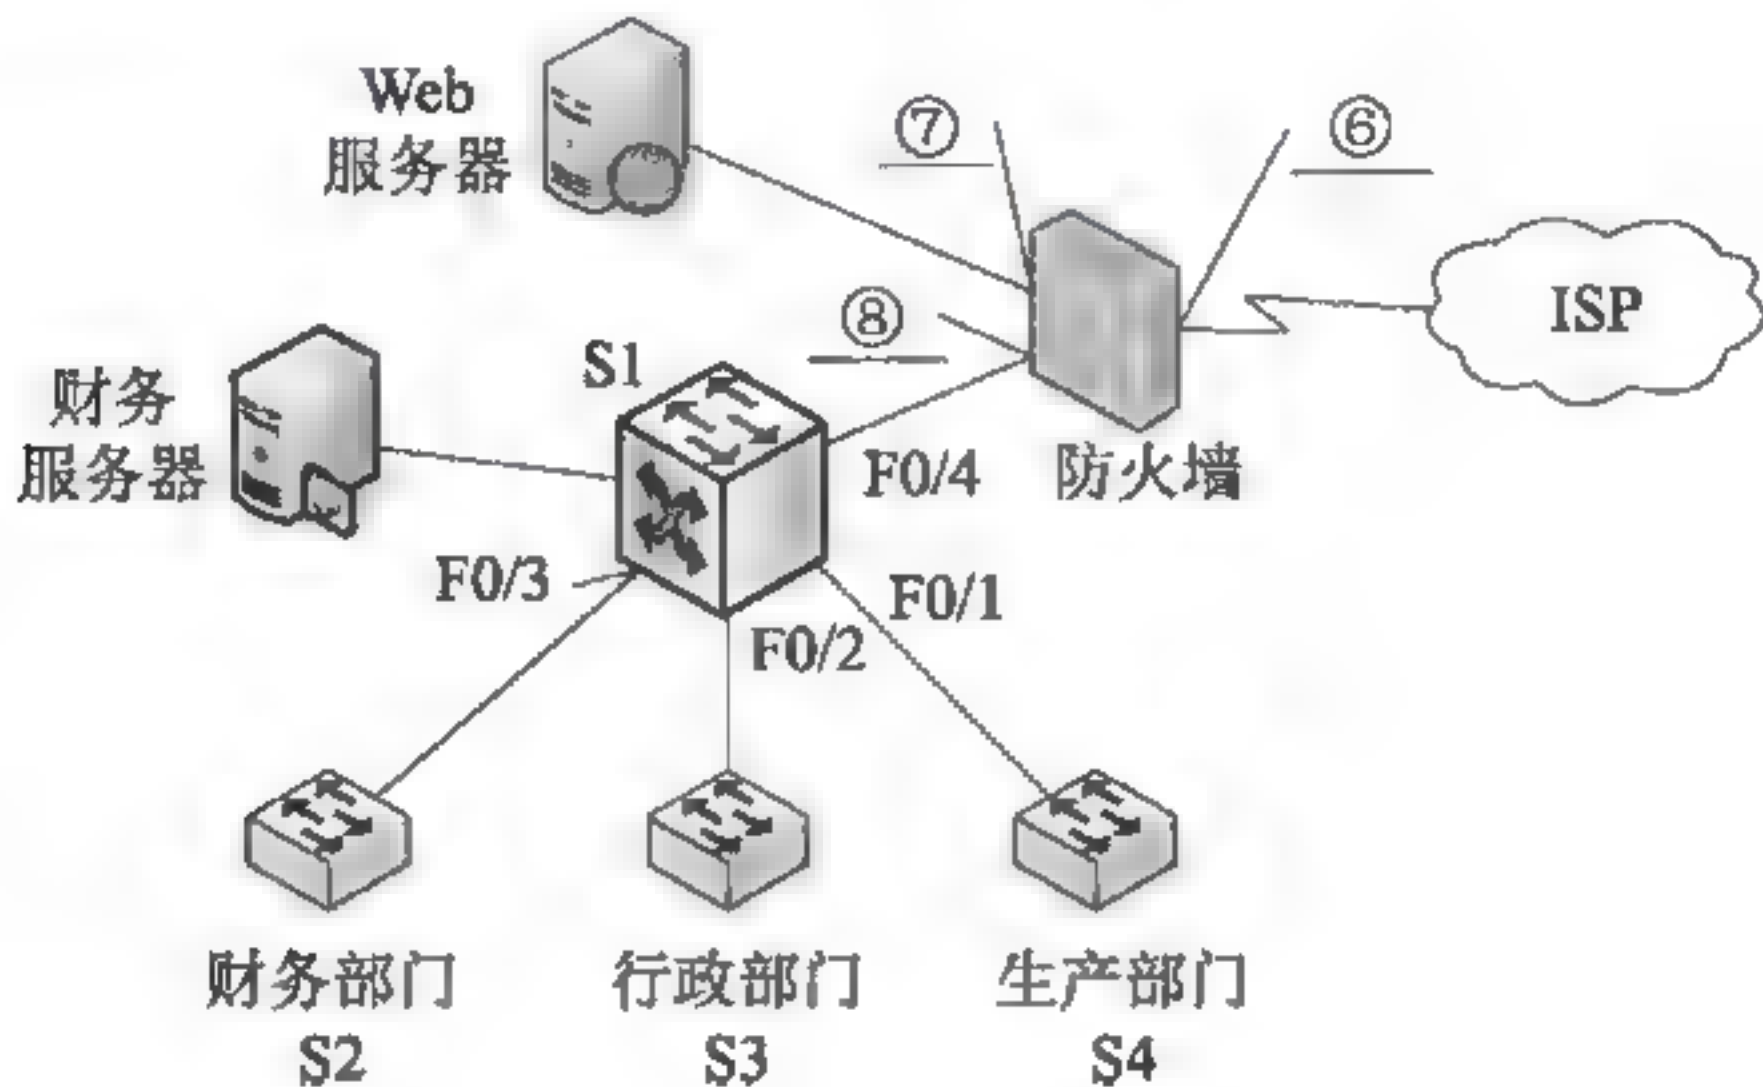 Web
服务器
⑦
⑥
⑧
ISP
S1
财务
服务器
F0/4
防火墙
F0/3
F0/1
F0/2
财务部门
S2
行政部门
S3
生产部门
S4